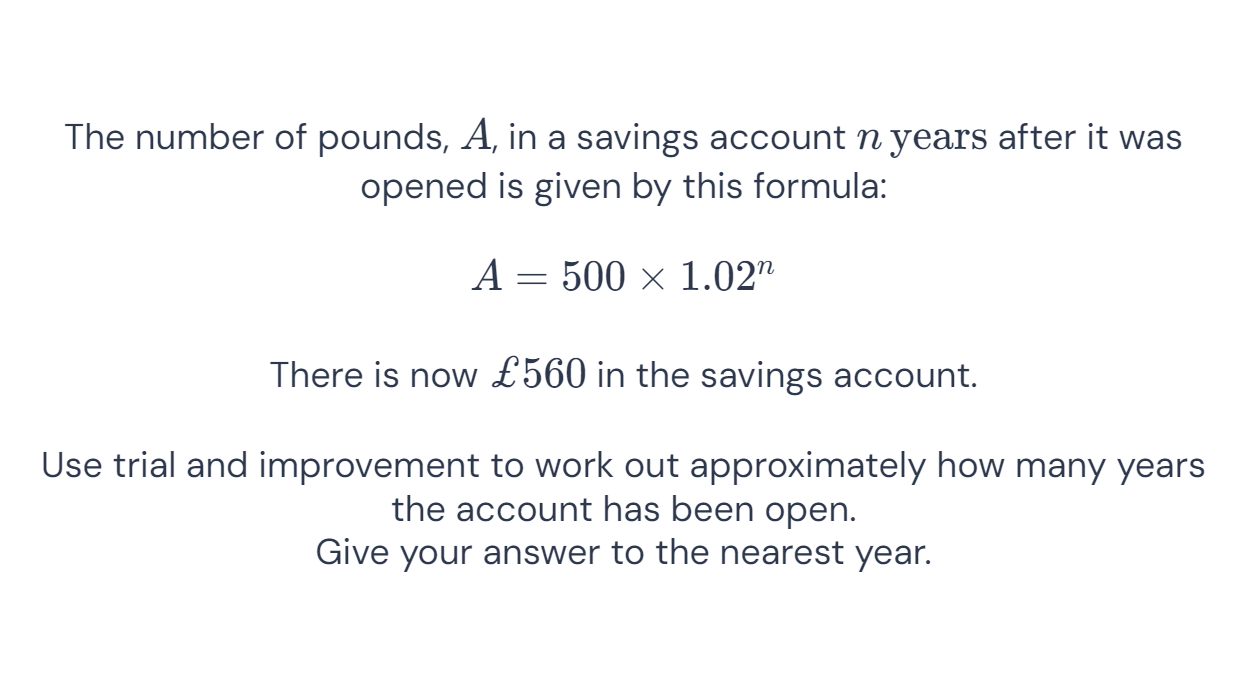 The number of pounds, A, in a savings account n years after it was
opened is given by this formula:
A = 500 × 1.02ⁿ
There is now £560 in the savings account.
Use trial and improvement to work out approximately how many years
the account has been open.
Give your answer to the nearest year.